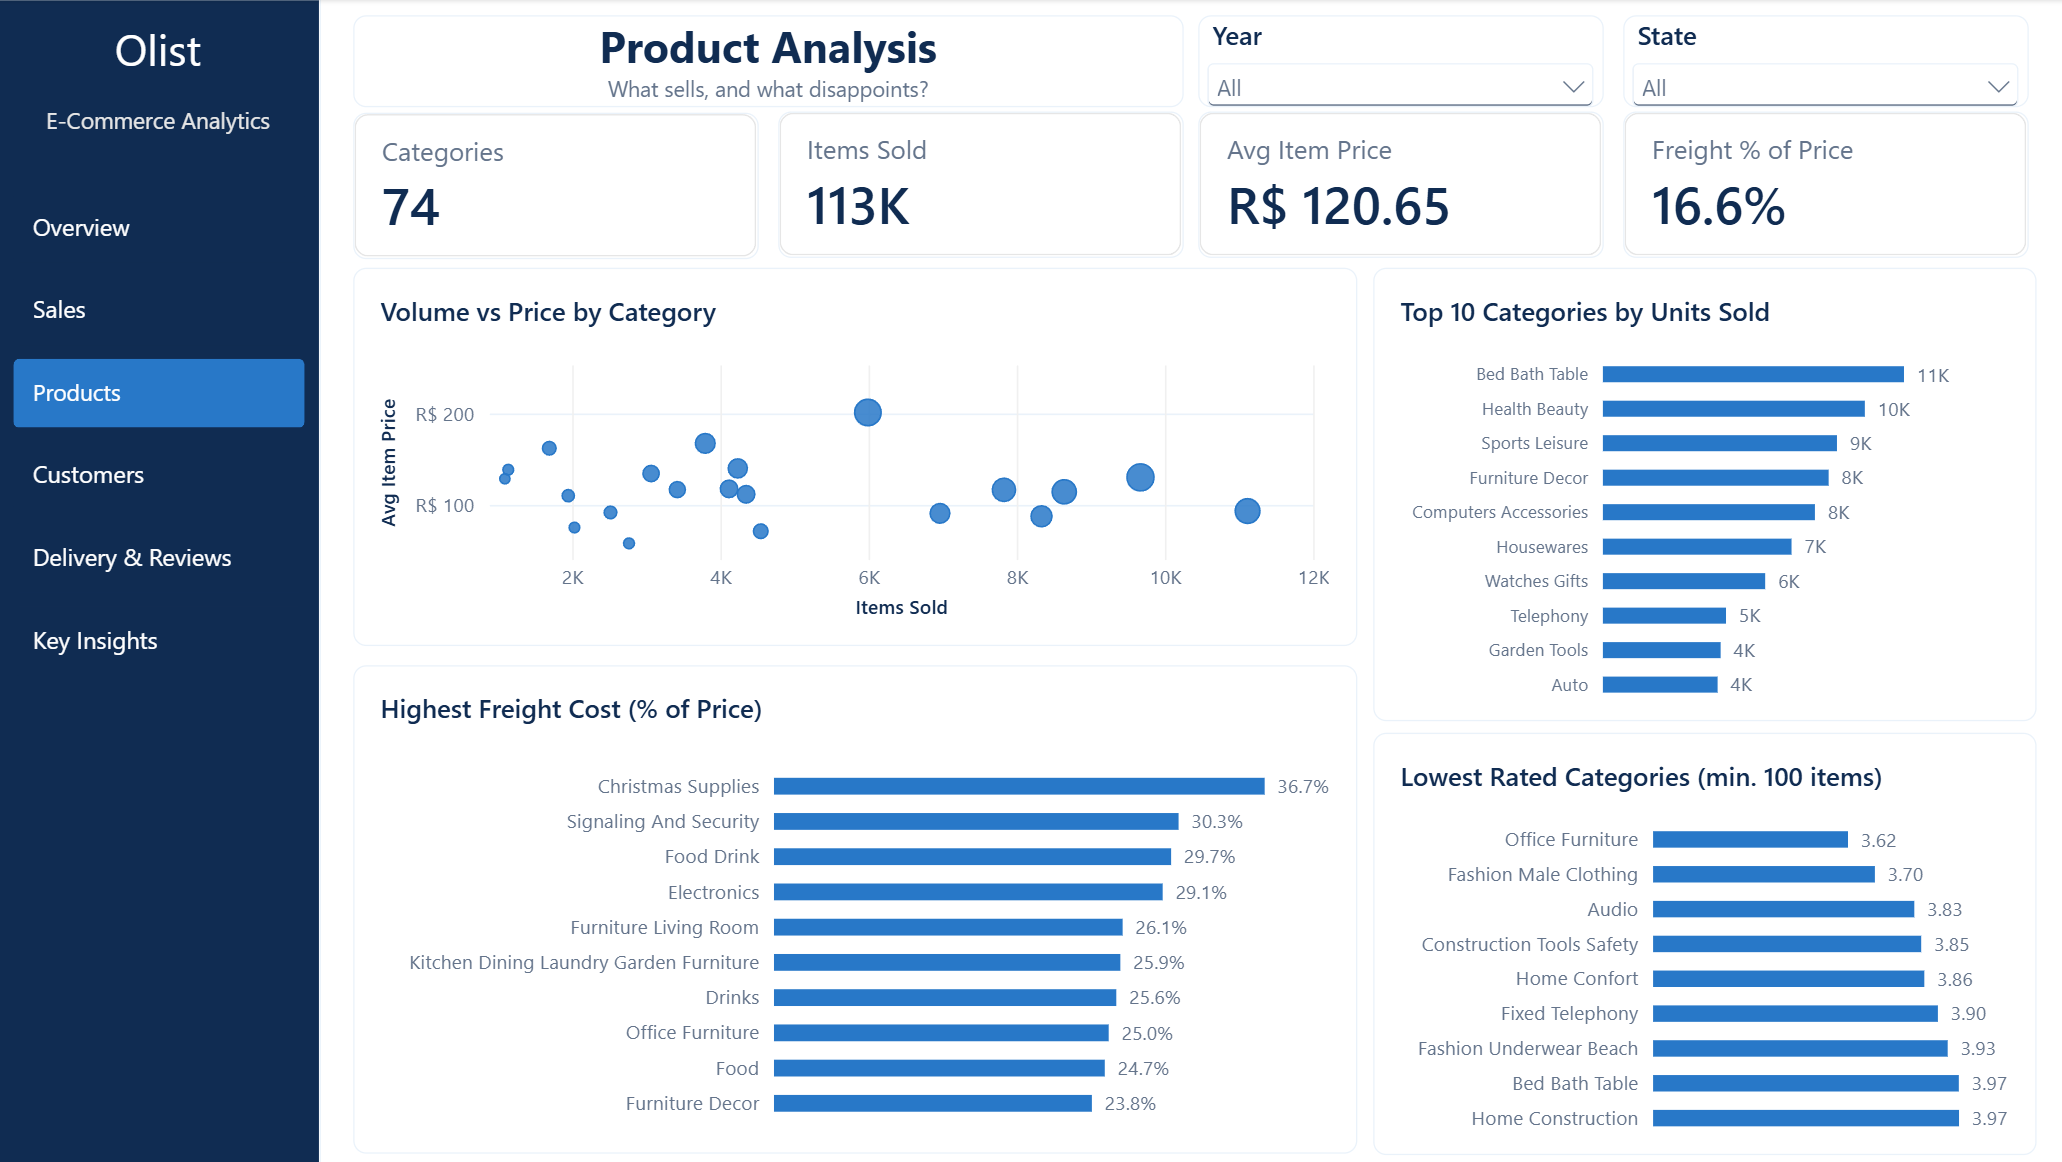 Olist
E-Commerce Analytics
Overview
Sales
Products
Customers
Delivery & Reviews
Key Insights
Product Analysis
What sells, and what disappoints?
Year
All
State
All
Categories
74
Items Sold
113K
Avg Item Price
R$ 120.65
Freight % of Price
16.6%
Volume vs Price by Category
Avg Item Price
R$ 200
R$ 100
2K 4K 6K 8K 10K 12K
Items Sold
Top 10 Categories by Units Sold
Bed Bath Table 11K
Health Beauty 10K
Sports Leisure 9K
Furniture Decor 8K
Computers Accessories 8K
Housewares 7K
Watches Gifts 6K
Telephony 5K
Garden Tools 4K
Auto 4K
Highest Freight Cost (% of Price)
Christmas Supplies 36.7%
Signaling And Security 30.3%
Food Drink 29.7%
Electronics 29.1%
Furniture Living Room 26.1%
Kitchen Dining Laundry Garden Furniture 25.9%
Drinks 25.6%
Office Furniture 25.0%
Food 24.7%
Furniture Decor 23.8%
Lowest Rated Categories (min. 100 items)
Office Furniture 3.62
Fashion Male Clothing 3.70
Audio 3.83
Construction Tools Safety 3.85
Home Confort 3.86
Fixed Telephony 3.90
Fashion Underwear Beach 3.93
Bed Bath Table 3.97
Home Construction 3.97